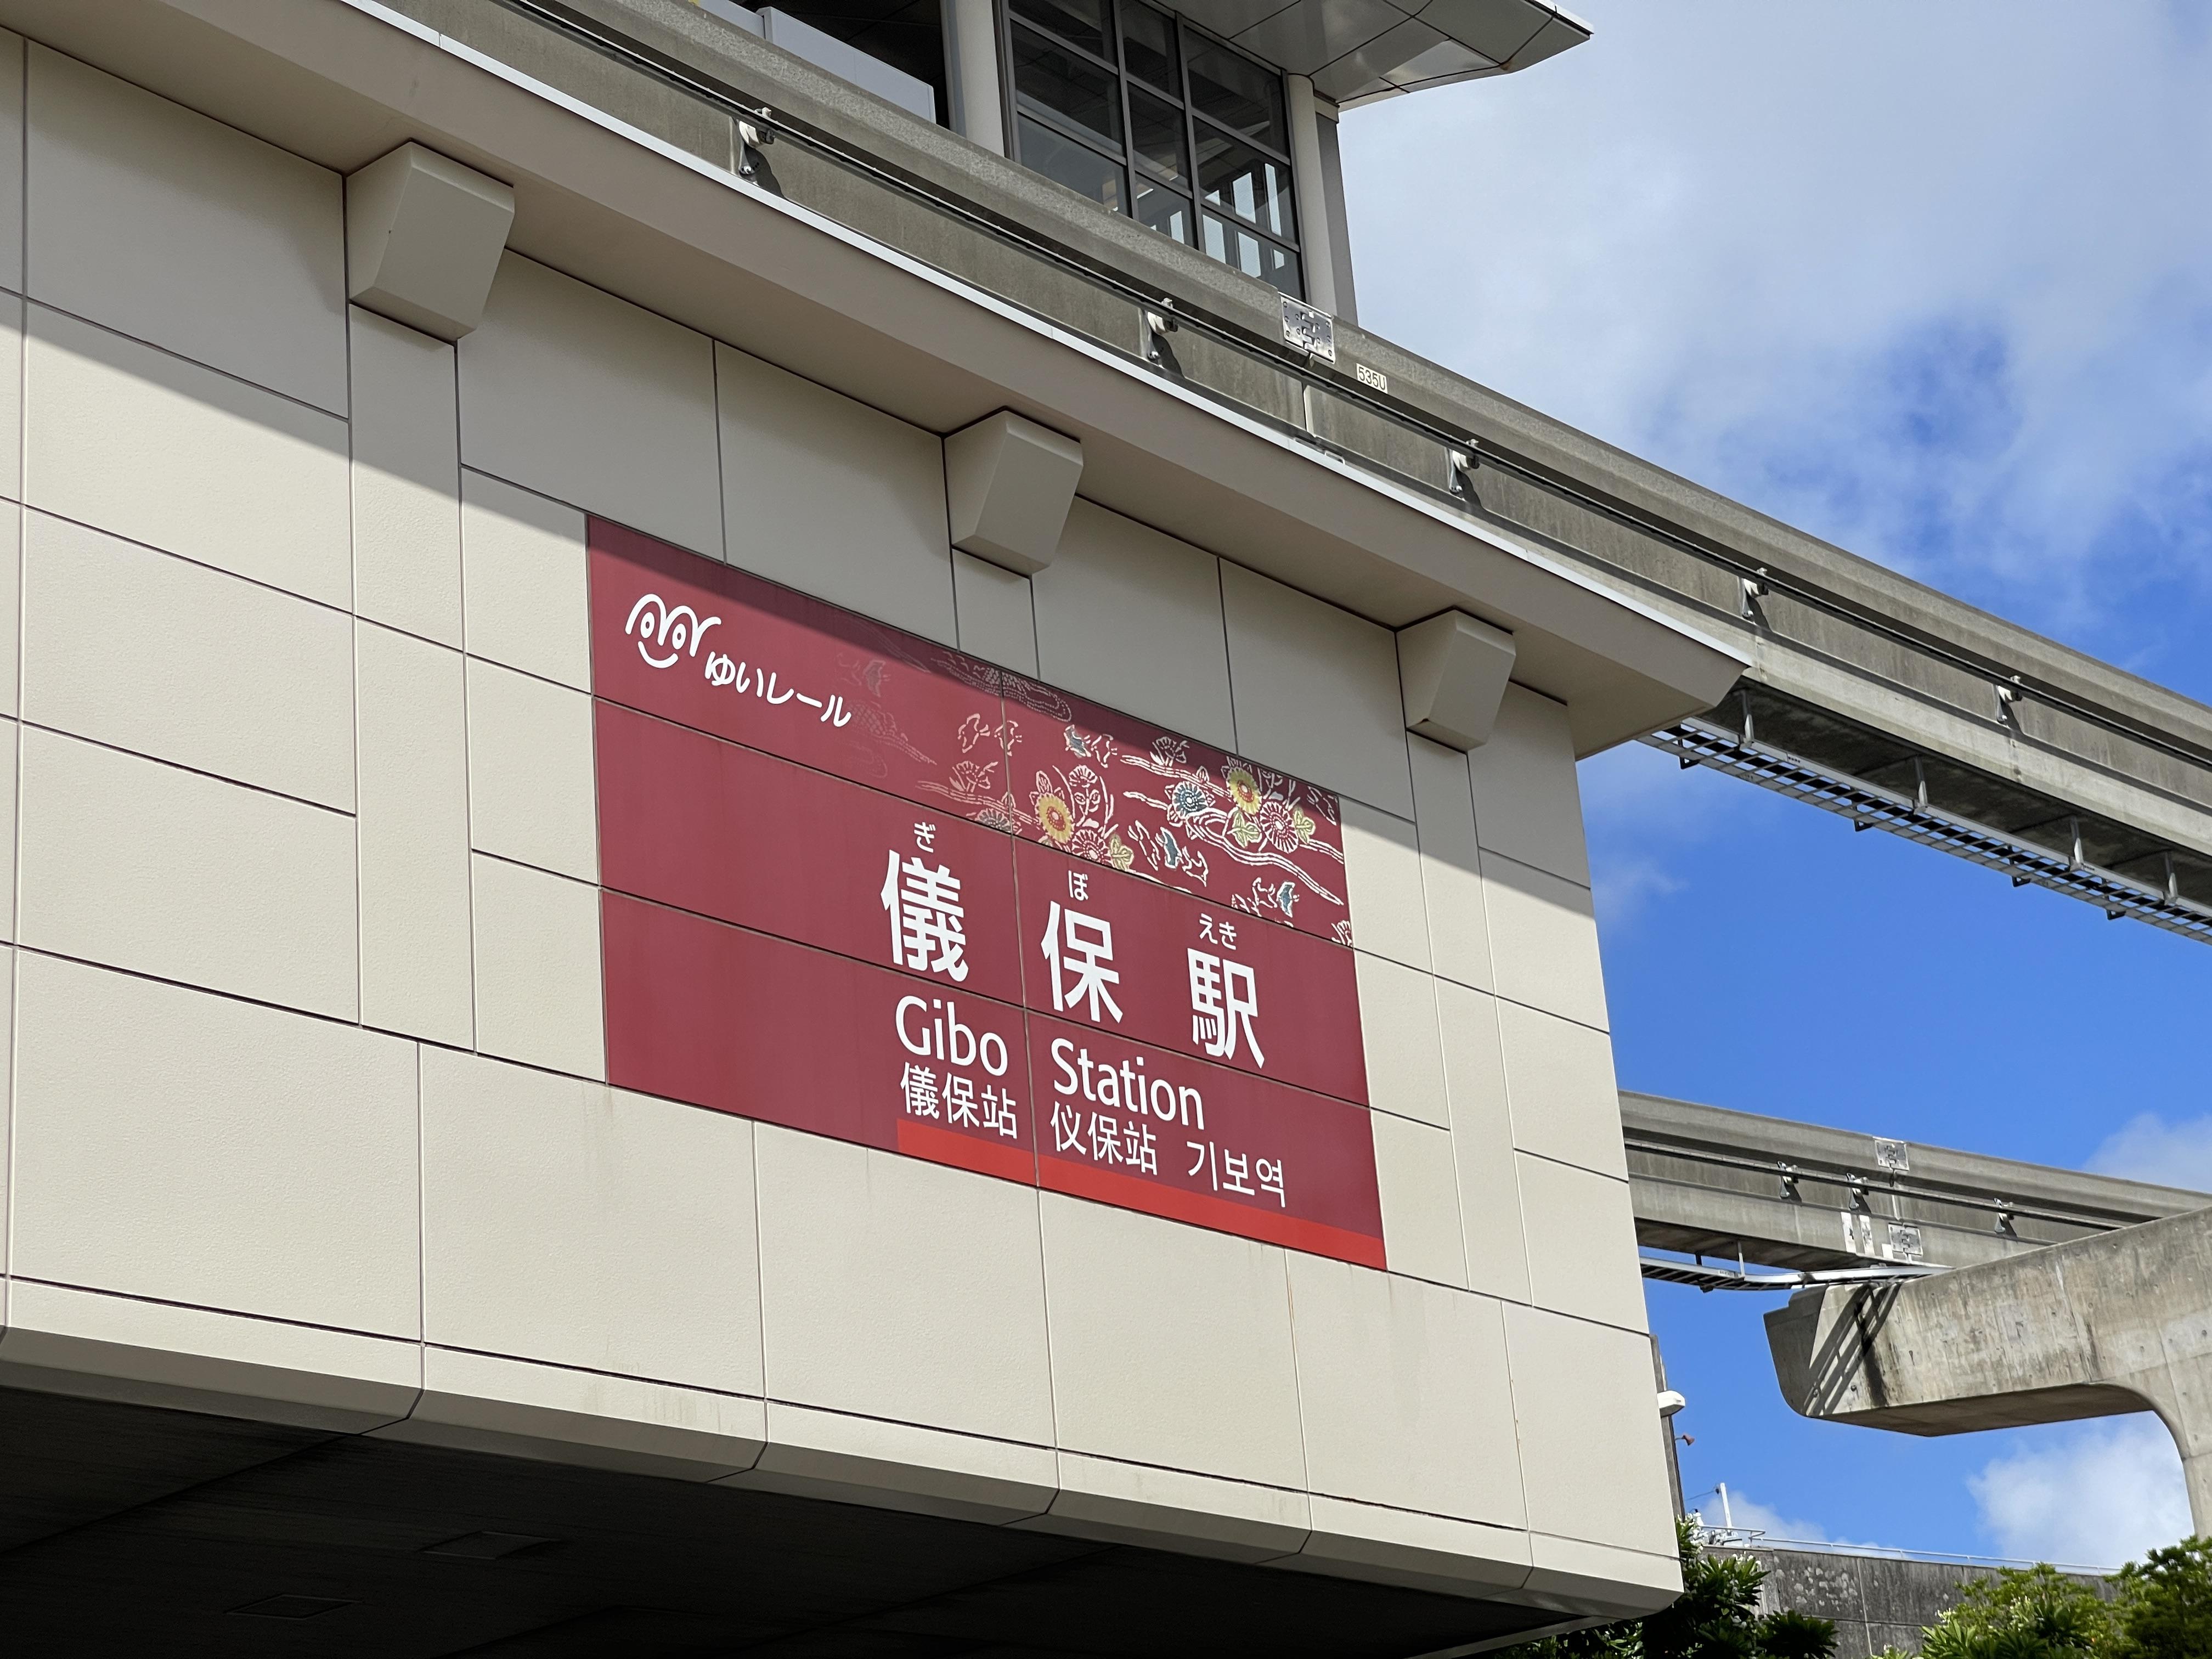 535U
ゆいレール
ぎ ぼ えき
儀保駅
Gibo Station
儀保站 仪保站 기보역